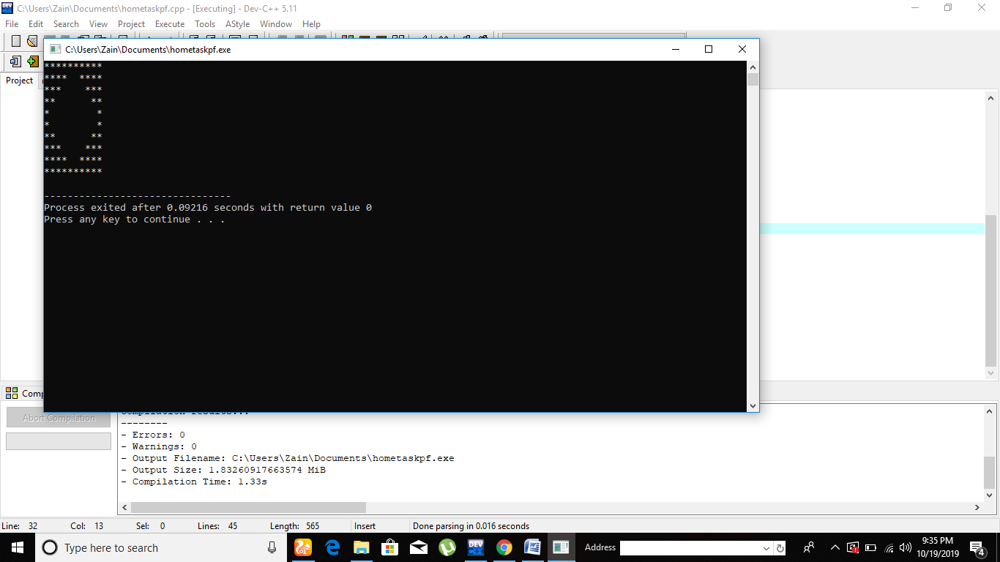 C:\Users\Zain\Documents\hometaskpf.cpp - [Executing] - Dev-C++ 5.11
File Edit Search View Project Execute Tools AStyle Window Help
C:\Users\Zain\Documents\hometaskpf.exe
Project
**********
****  ****
***    ***
**      **
*        *
*        *
**      **
***    ***
****  ****
**********
--------------------------------
Process exited after 0.09216 seconds with return value 0
Press any key to continue . . .
Comp
Abort Compilation
Compilation results...
--------
- Errors: 0
- Warnings: 0
- Output Filename: C:\Users\Zain\Documents\hometaskpf.exe
- Output Size: 1.83260917663574 MiB
- Compilation Time: 1.33s
Line: 32 Col: 13 Sel: 0 Lines: 45 Length: 565 Insert Done parsing in 0.016 seconds
Type here to search
DEV
Address
9:35 PM
10/19/2019
4